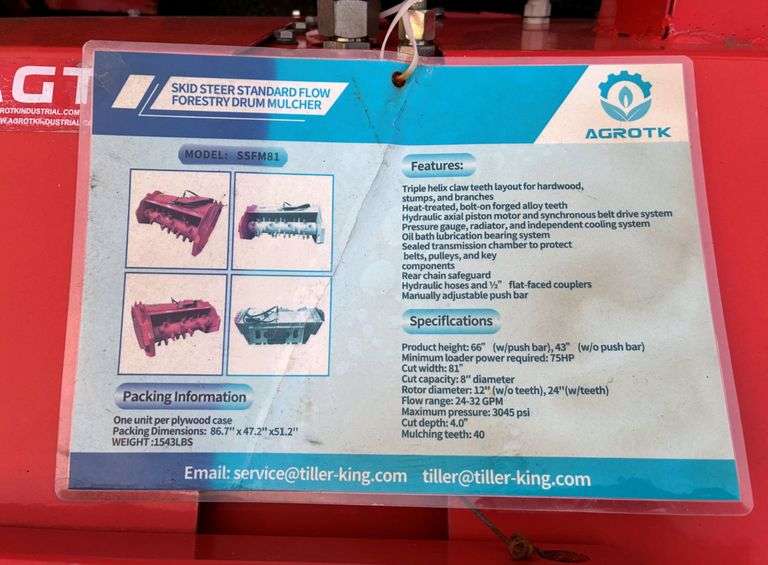 AGT
ROTKINDUSTRIAL.COM
W.AGROTKINDUSTRIAL.COM
SKID STEER STANDARD FLOW
FORESTRY DRUM MULCHER
AGROTK
MODEL: SSFM81
Features:
Triple helix claw teeth layout for hardwood,
stumps, and branches
Heat-treated, bolt-on forged alloy teeth
Hydraulic axial piston motor and synchronous belt drive system
Pressure gauge, radiator, and independent cooling system
Oil bath lubrication bearing system
Sealed transmission chamber to protect
belts, pulleys, and key
components
Rear chain safeguard
Hydraulic hoses and ½" flat-faced couplers
Manually adjustable push bar
Specifications
Product height: 66" (w/push bar), 43" (w/o push bar)
Minimum loader power required: 75HP
Cut width: 81"
Cut capacity: 8" diameter
Rotor diameter: 12" (w/o teeth), 24"(w/teeth)
Flow range: 24-32 GPM
Maximum pressure: 3045 psi
Cut depth: 4.0"
Mulching teeth: 40
Packing Information
One unit per plywood case
Packing Dimensions: 86.7" x 47.2" x51.2"
WEIGHT :1543LBS
Email: service@tiller-king.com tiller@tiller-king.com